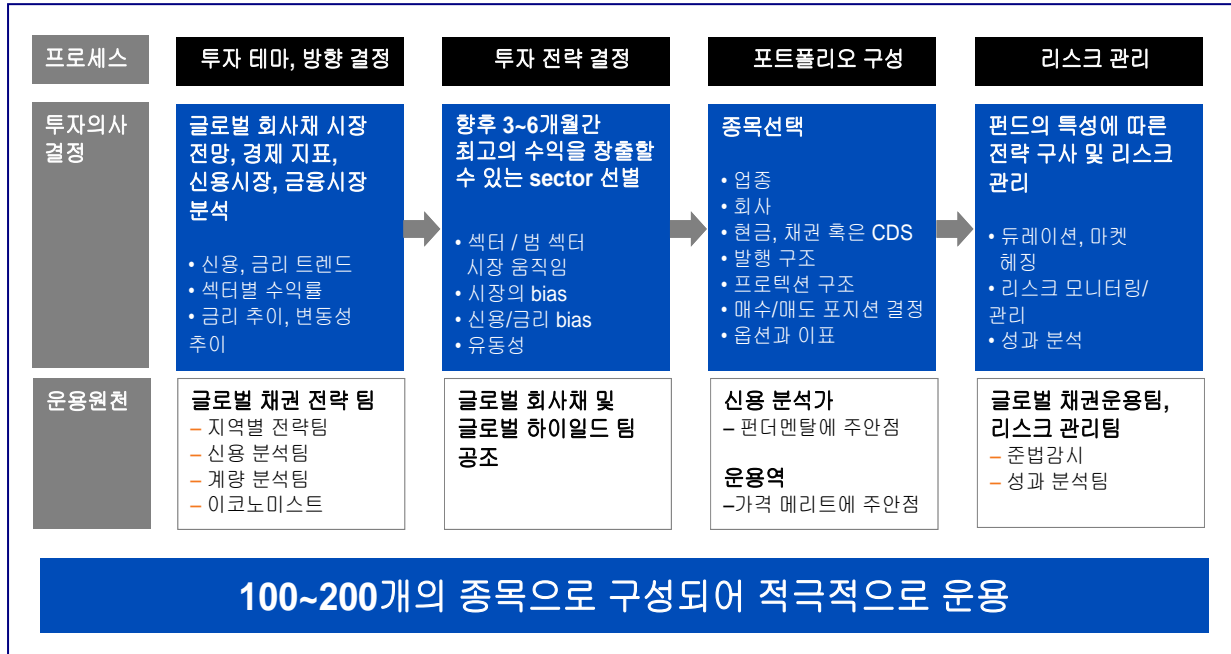 프로세스
투자 테마, 방향 결정
투자 전략 결정
포트폴리오 구성
리스크 관리
투자의사
결정
글로벌 회사채 시장
전망, 경제 지표,
신용시장, 금융시장
분석
• 신용, 금리 트렌드
• 섹터별 수익률
• 금리 추이, 변동성
추이
향후 3~6개월간
최고의 수익을 창출할
수 있는 sector 선별
• 섹터 / 범 섹터
시장 움직임
• 시장의 bias
• 신용/금리 bias
• 유동성
종목선택
• 업종
• 회사
• 현금, 채권 혹은 CDS
• 발행 구조
• 프로텍션 구조
• 매수/매도 포지션 결정
• 옵션과 이표
펀드의 특성에 따른
전략 구사 및 리스크
관리
• 듀레이션, 마켓
헤징
• 리스크 모니터링/
관리
• 성과 분석
운용원천
글로벌 채권 전략 팀
– 지역별 전략팀
– 신용 분석팀
– 계량 분석팀
– 이코노미스트
글로벌 회사채 및
글로벌 하이일드 팀
공조
신용 분석가
– 펀더멘탈에 주안점
운용역
–가격 메리트에 주안점
글로벌 채권운용팀,
리스크 관리팀
– 준법감시
– 성과 분석팀
100~200개의 종목으로 구성되어 적극적으로 운용